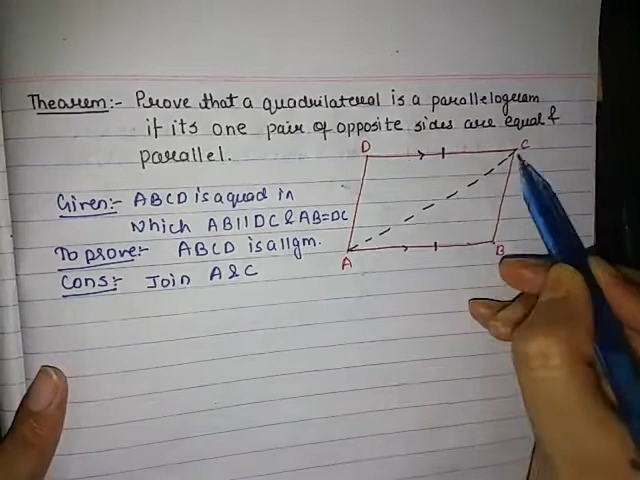 Theorem:- Prove that a quadrilateral is a parallelogram
if its one pair of opposite sides are equal &
parallel.
Given:- ABCD is a quad in
which AB||DC & AB=DC
To prove:- ABCD is a ||gm.
Cons:- Join A & C
D
C
A
B